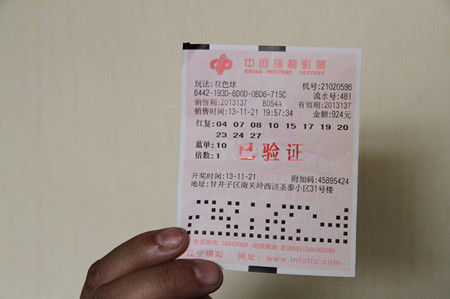 中国福利彩票
CHINA WELFARE LOTTERY
玩法:双色球 机号:21020598
6442-193D-6D0D-0BD6-715C 流水号:481
销售期:2013137 B054A 有效期:2013137
销售时间:13-11-21 19:57:34 金额:924元
红复: 04 07 08 10 15 17 19 20
23 24 27
蓝单: 10
倍数: 1
已验证
开奖时间:13-11-21 附加码:45895424
地址:甘井子区南关岭西洼圣泰小区31号楼
辽宁福彩 网址:www.lnlotto.com